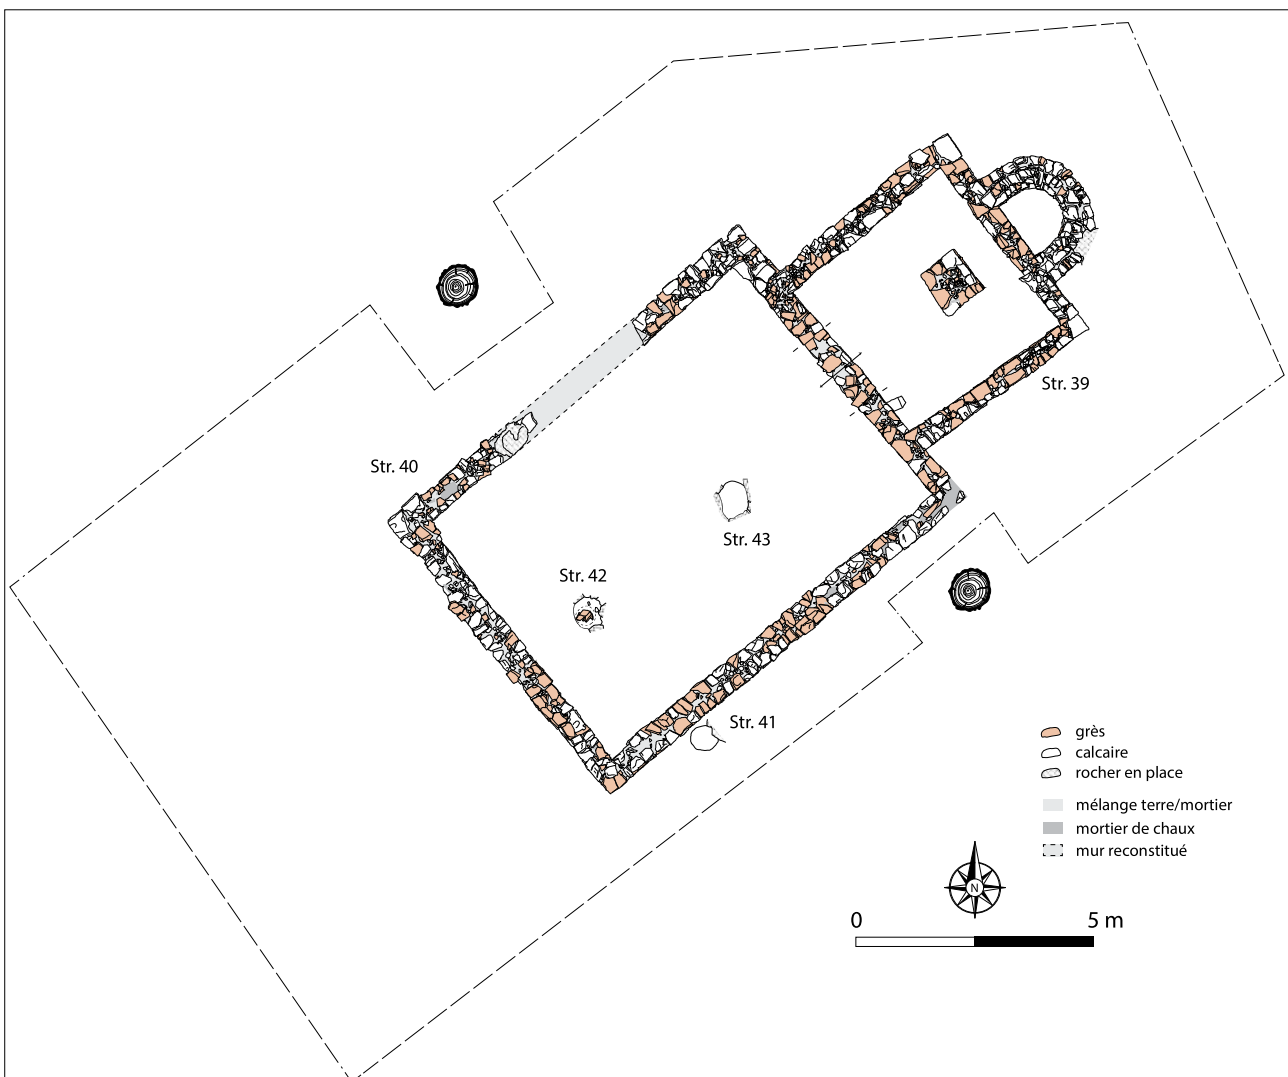 Str. 39
Str. 40
Str. 43
Str. 42
Str. 41
grès
calcaire
rocher en place
mélange terre/mortier
mortier de chaux
mur reconstitué
N
0 5 m